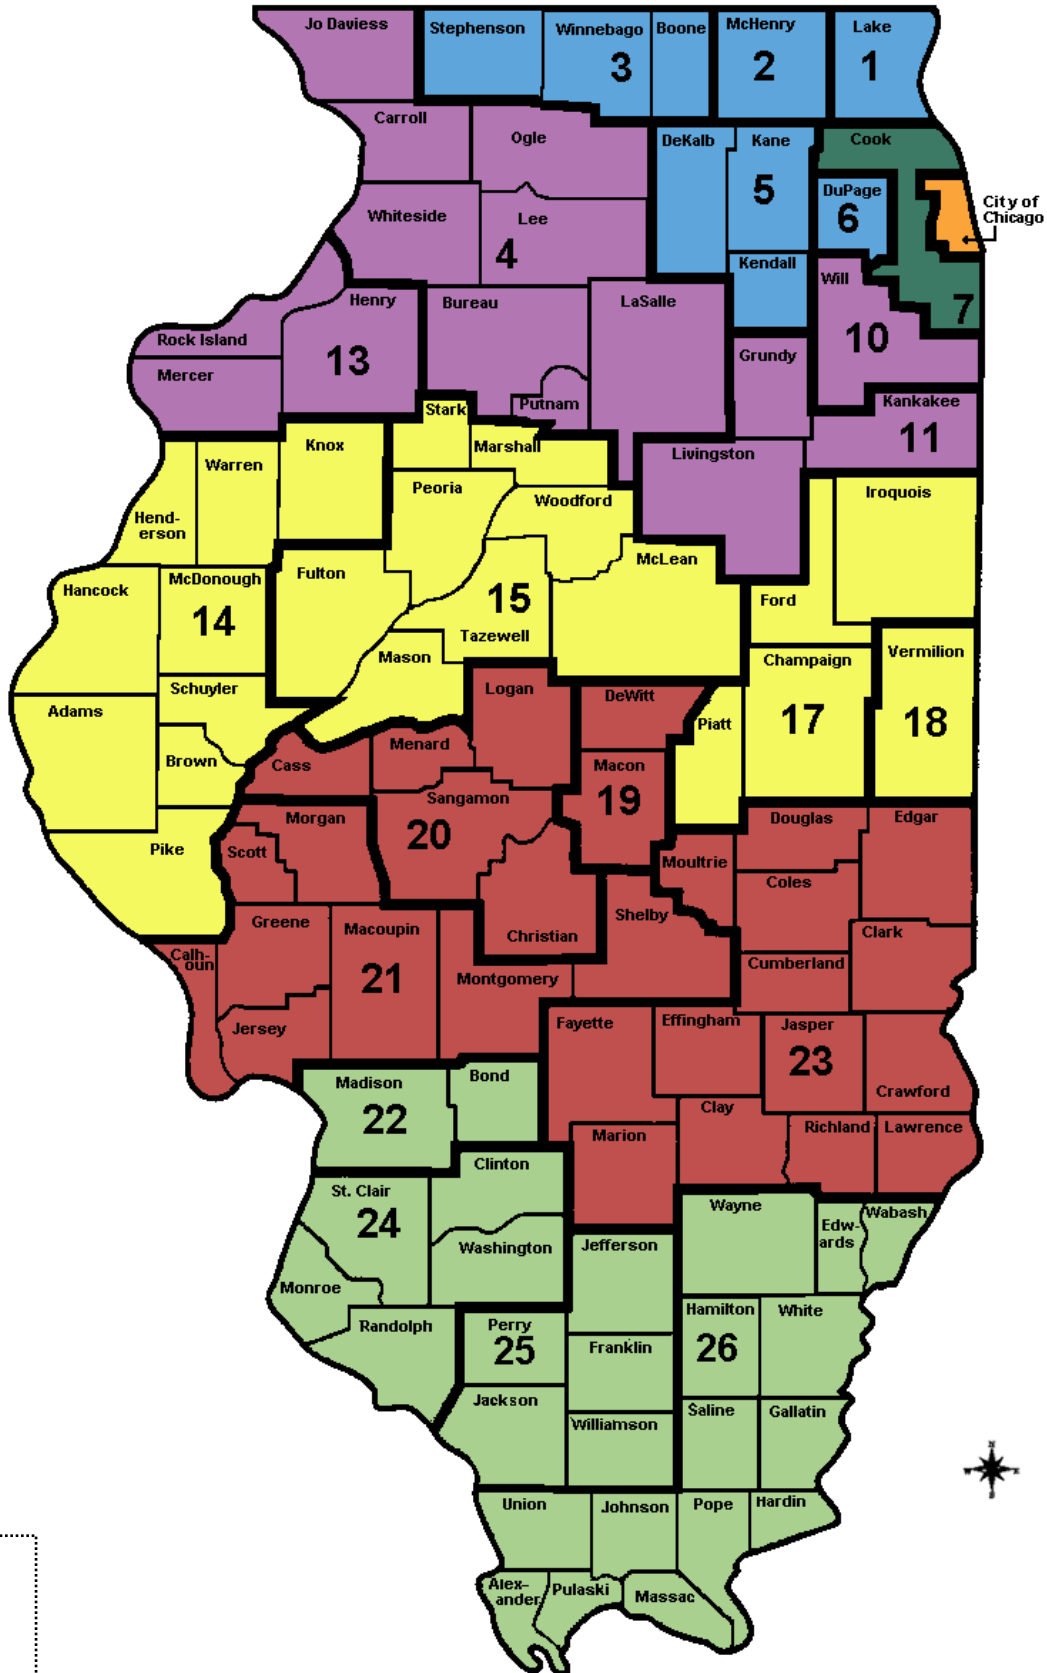 Jo Daviess
Stephenson
Winnebago
Boone
McHenry
Lake
3
2
1
Carroll
Ogle
DeKalb
Kane
Cook
5
DuPage
6
City of
Chicago
Whiteside
Lee
4
Kendall
Will
Henry
Bureau
LaSalle
7
Rock Island
10
13
Grundy
Mercer
Putnam
Kankakee
Stark
11
Knox
Marshall
Livingston
Warren
Peoria
Woodford
Iroquois
Hend-
erson
McLean
Fulton
McDonough
Hancock
15
Ford
14
Tazewell
Mason
Champaign
Vermilion
Schuyler
Logan
DeWitt
Adams
Piatt
17
18
Menard
Brown
Cass
Macon
Sangamon
19
Morgan
20
Douglas
Edgar
Pike
Scott
Moultrie
Coles
Greene
Shelby
Macoupin
Christian
Clark
Calh-
oun
Cumberland
21
Montgomery
Jersey
Fayette
Effingham
Jasper
23
Bond
Madison
Crawford
22
Clay
Marion
Richland
Lawrence
Clinton
St. Clair
Wayne
Wabash
24
Edw-
ards
Washington
Jefferson
Monroe
Hamilton
White
Randolph
Perry
25
Franklin
26
Jackson
Saline
Gallatin
Williamson
Union
Johnson
Pope
Hardin
Alex-
ander
Pulaski
Massac
N
W
E
S